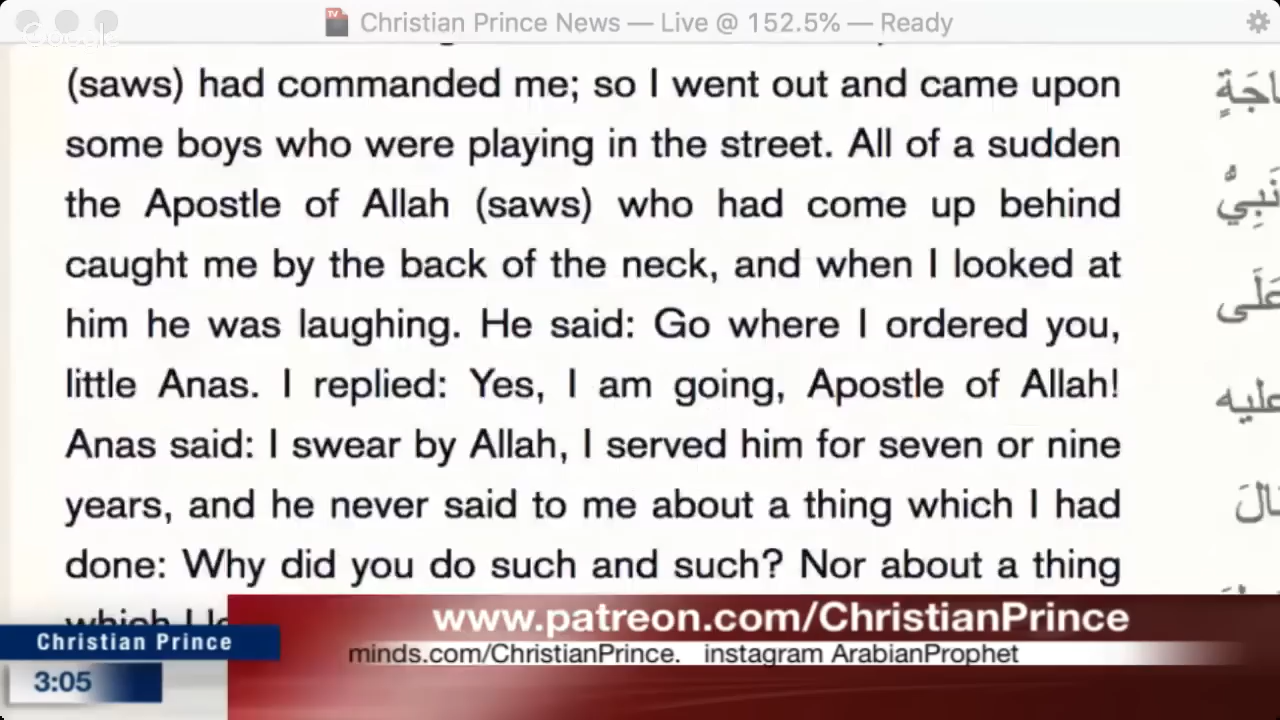 Christian Prince News — Live @ 152.5% — Ready
Google
(saws) had commanded me; so I went out and came upon
some boys who were playing in the street. All of a sudden
the Apostle of Allah (saws) who had come up behind
caught me by the back of the neck, and when I looked at
him he was laughing. He said: Go where I ordered you,
little Anas. I replied: Yes, I am going, Apostle of Allah!
Anas said: I swear by Allah, I served him for seven or nine
years, and he never said to me about a thing which I had
done: Why did you do such and such? Nor about a thing
which I
www.patreon.com/ChristianPrince
Christian Prince
minds.com/ChristianPrince. instagram ArabianProphet
3:05